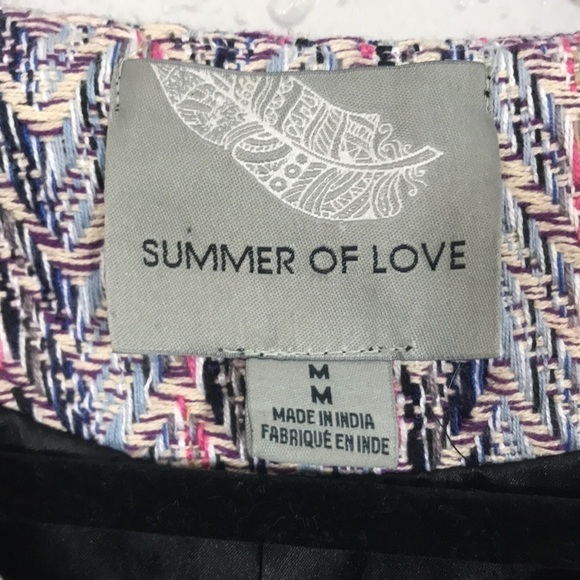 SUMMER OF LOVE
M
M
MADE IN INDIA
FABRIQUÉ EN INDE